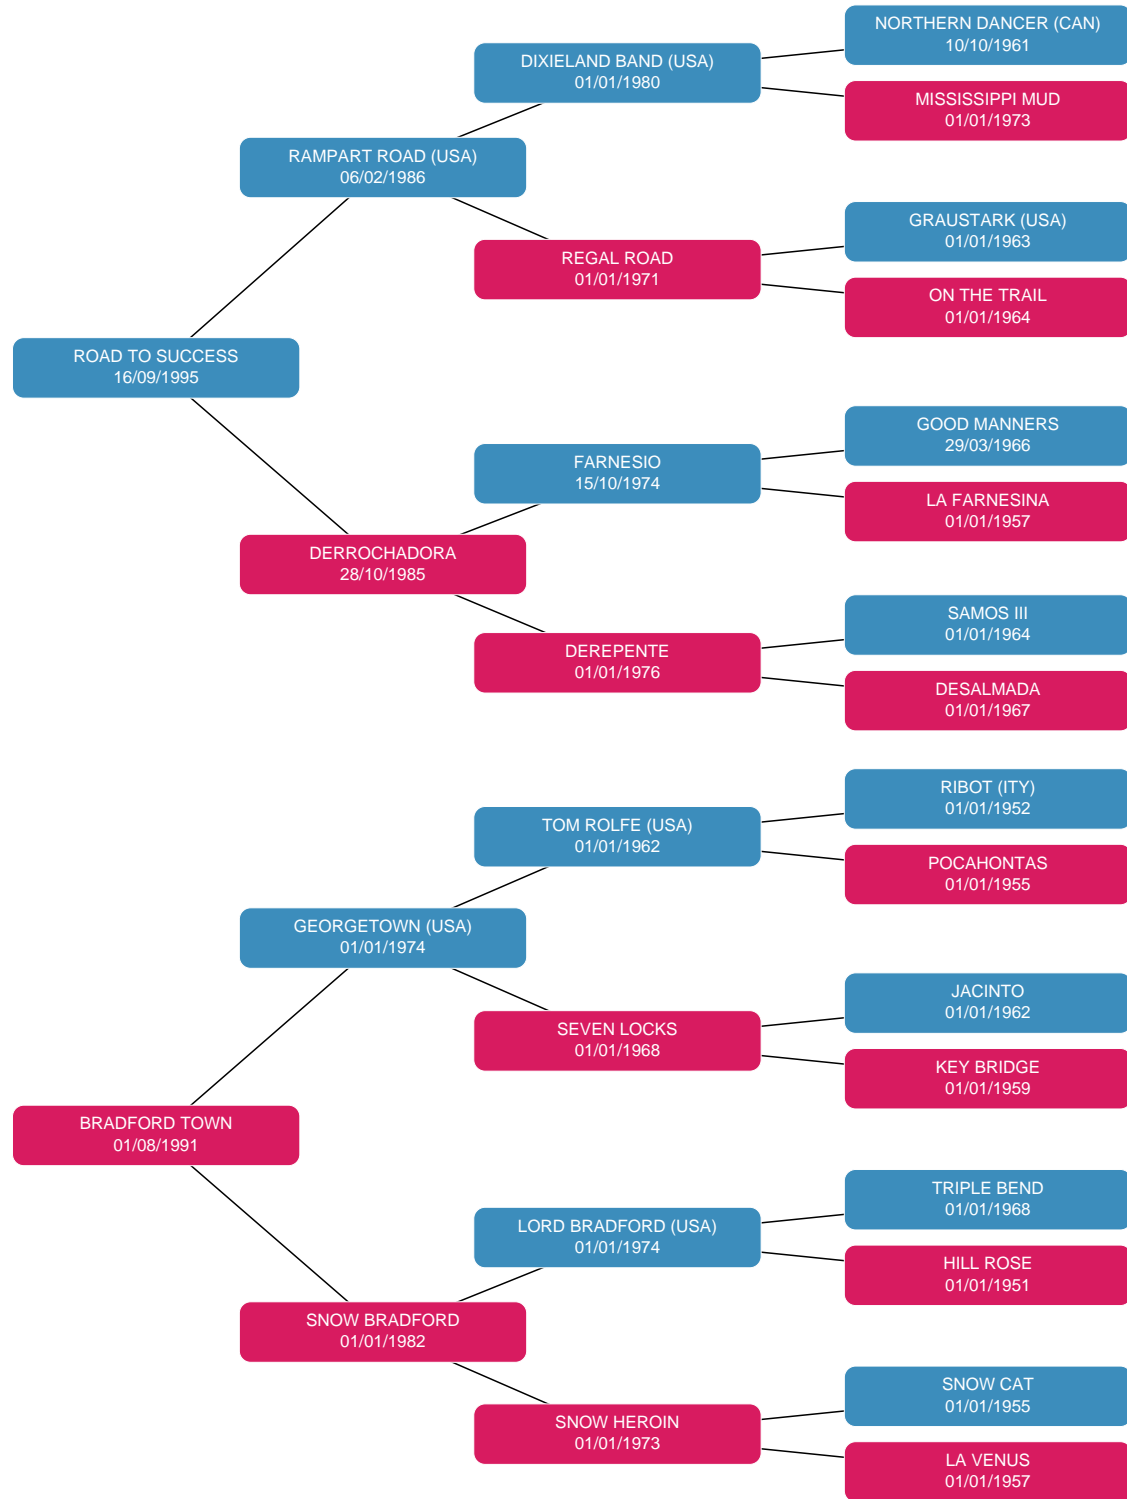 NORTHERN DANCER (CAN)
10/10/1961
DIXIELAND BAND (USA)
01/01/1980
MISSISSIPPI MUD
01/01/1973
RAMPART ROAD (USA)
06/02/1986
GRAUSTARK (USA)
01/01/1963
REGAL ROAD
01/01/1971
ON THE TRAIL
01/01/1964
ROAD TO SUCCESS
16/09/1995
GOOD MANNERS
29/03/1966
FARNESIO
15/10/1974
LA FARNESINA
01/01/1957
DERROCHADORA
28/10/1985
SAMOS III
01/01/1964
DEREPENTE
01/01/1976
DESALMADA
01/01/1967
RIBOT (ITY)
01/01/1952
TOM ROLFE (USA)
01/01/1962
POCAHONTAS
01/01/1955
GEORGETOWN (USA)
01/01/1974
JACINTO
01/01/1962
SEVEN LOCKS
01/01/1968
KEY BRIDGE
01/01/1959
BRADFORD TOWN
01/08/1991
TRIPLE BEND
01/01/1968
LORD BRADFORD (USA)
01/01/1974
HILL ROSE
01/01/1951
SNOW BRADFORD
01/01/1982
SNOW CAT
01/01/1955
SNOW HEROIN
01/01/1973
LA VENUS
01/01/1957